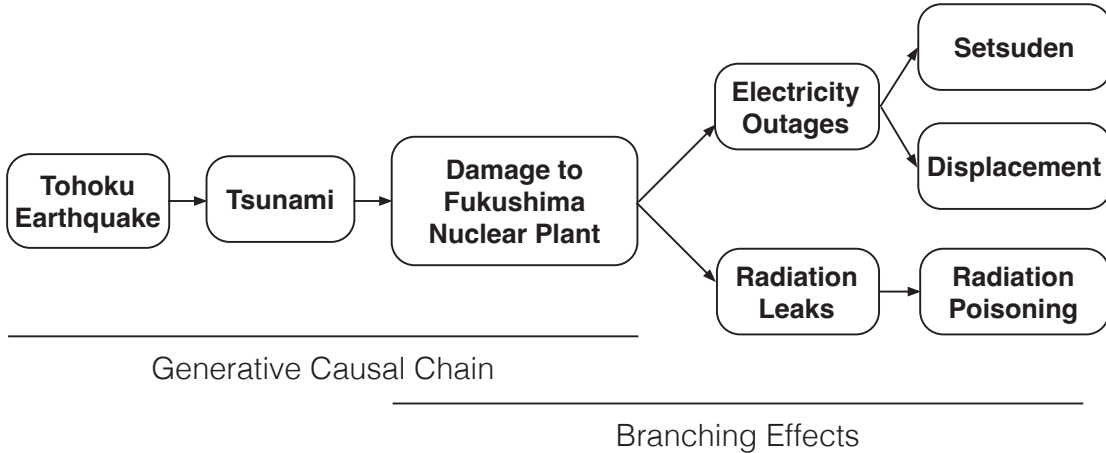 Tohoku
Earthquake
Tsunami
Damage to
Fukushima
Nuclear Plant
Electricity
Outages
Setsuden
Displacement
Radiation
Leaks
Radiation
Poisoning
Generative Causal Chain
Branching Effects